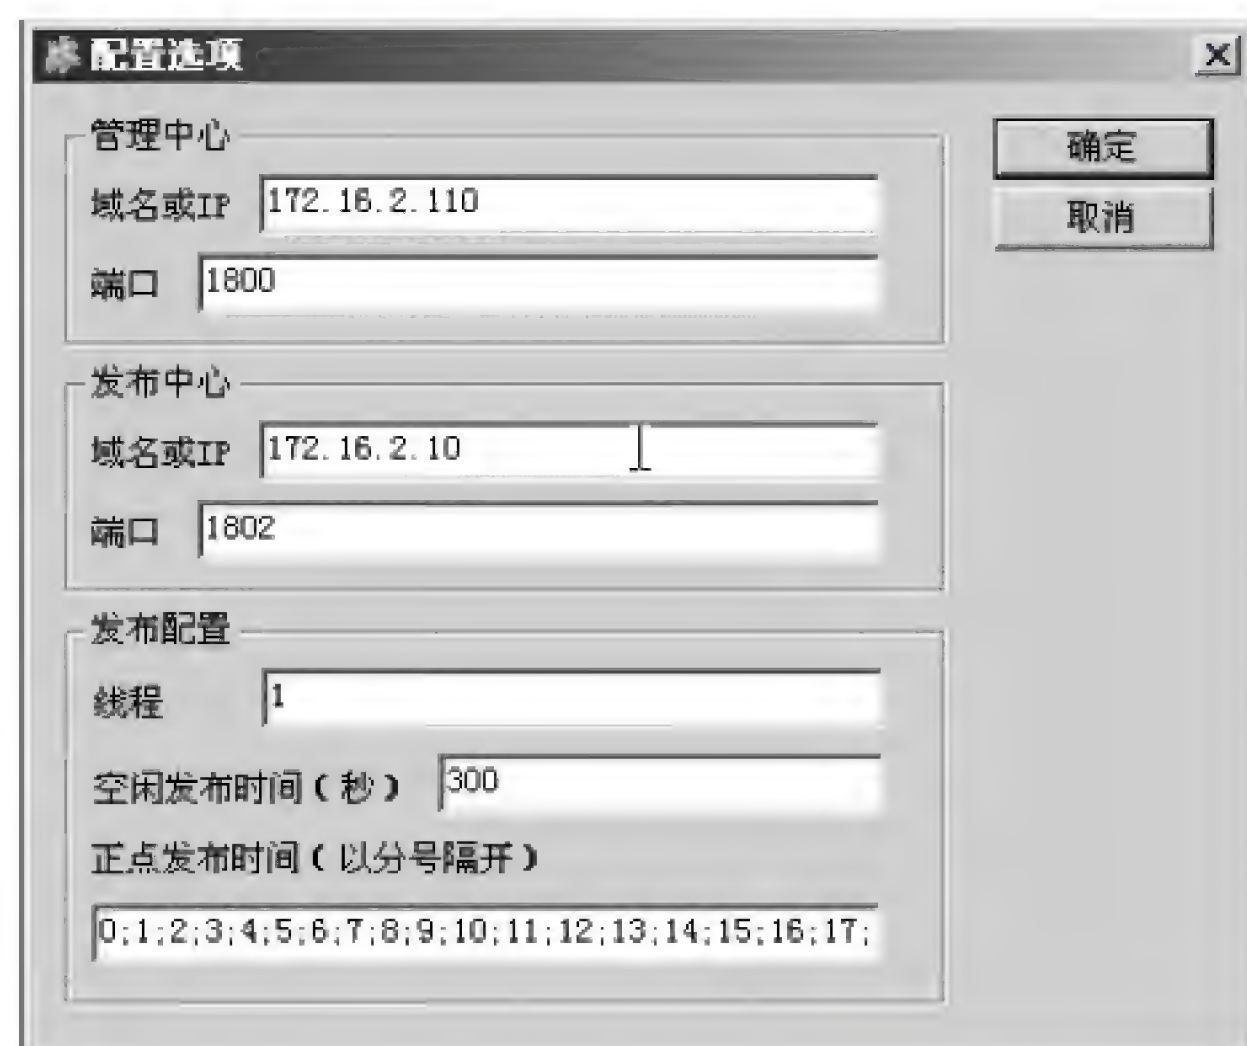 配置选项
管理中心
确定
域名或IP 172.16.2.110
取消
端口 1800
发布中心
域名或IP 172.16.2.10
端口 1802
发布配置
线程 1
空闲发布时间(秒) 300
正点发布时间(以分号隔开)
0;1;2;3;4;5;6;7;8;9;10;11;12;13;14;15;16;17;